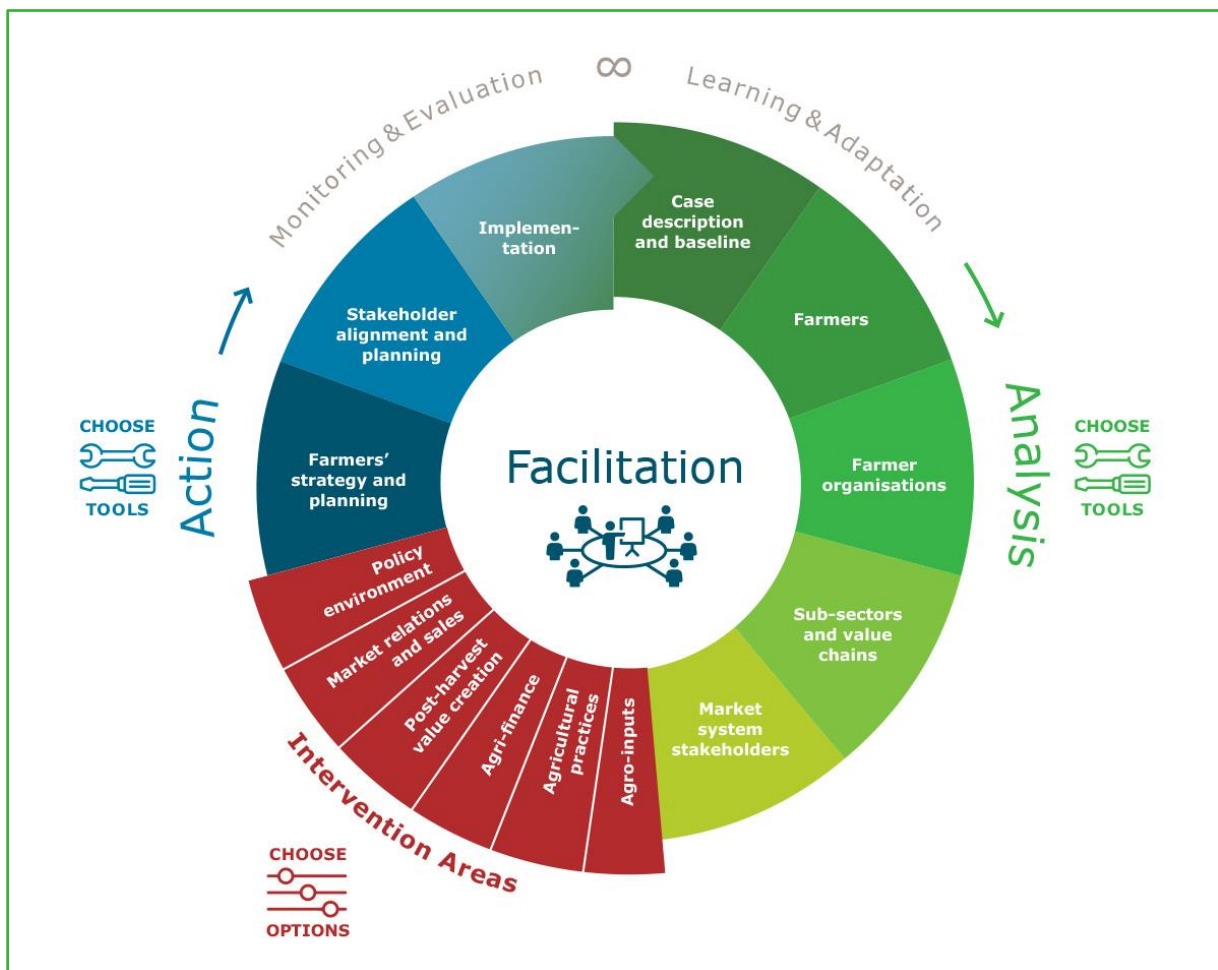 Monitoring & Evaluation
∞
Learning & Adaptation
Case
description
and baseline
Farmers
Farmer
organisations
Sub-sectors
and value
chains
Market
system
stakeholders
Analysis
CHOOSE
TOOLS
Agro-inputs
Agricultural
practices
Agri-finance
Post-harvest
value creation
Market relations
and sales
Policy
environment
Intervention Areas
CHOOSE
OPTIONS
Farmers'
strategy and
planning
Stakeholder
alignment and
planning
Implemen-
tation
Action
CHOOSE
TOOLS
Facilitation